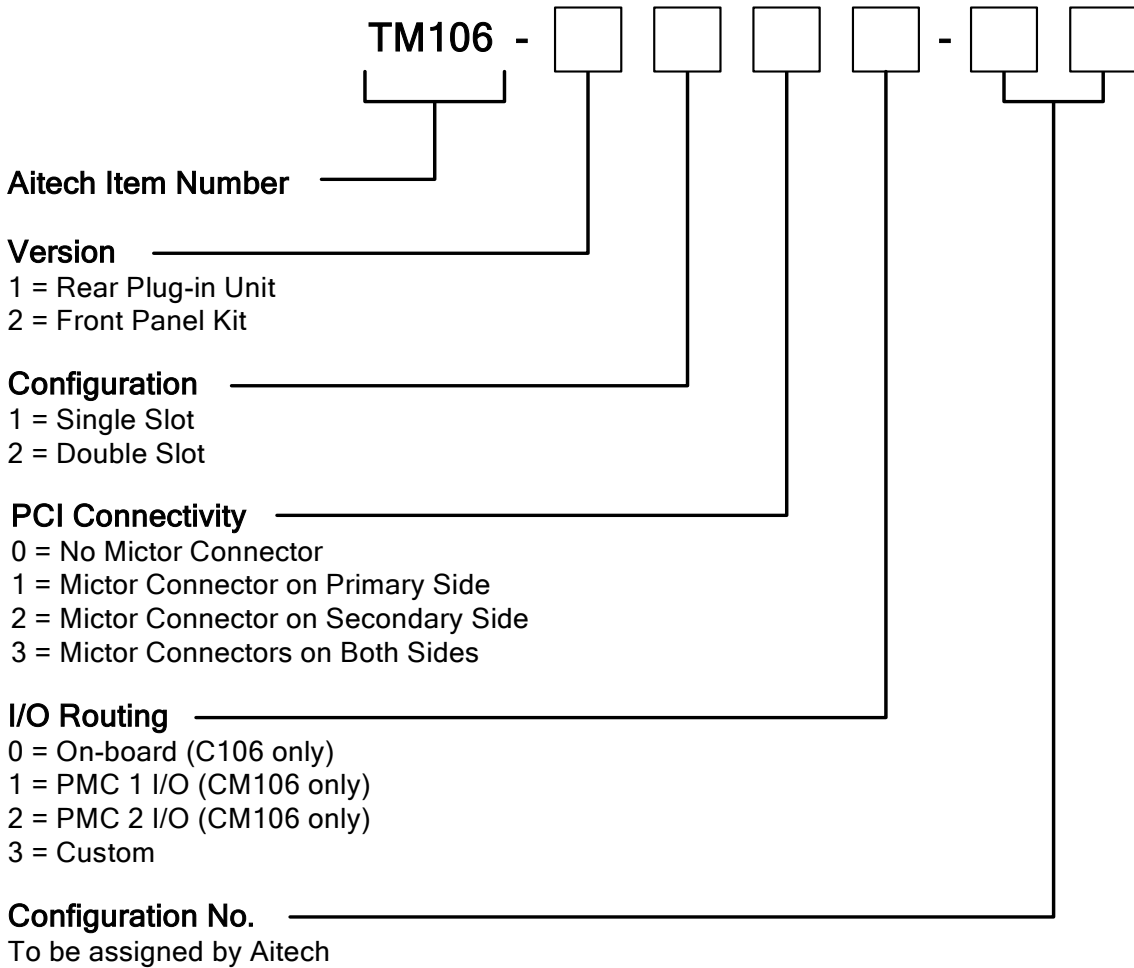 TM106 - -
Aitech Item Number
Version
1 = Rear Plug-in Unit
2 = Front Panel Kit
Configuration
1 = Single Slot
2 = Double Slot
PCI Connectivity
0 = No Mictor Connector
1 = Mictor Connector on Primary Side
2 = Mictor Connector on Secondary Side
3 = Mictor Connectors on Both Sides
I/O Routing
0 = On-board (C106 only)
1 = PMC 1 I/O (CM106 only)
2 = PMC 2 I/O (CM106 only)
3 = Custom
Configuration No.
To be assigned by Aitech